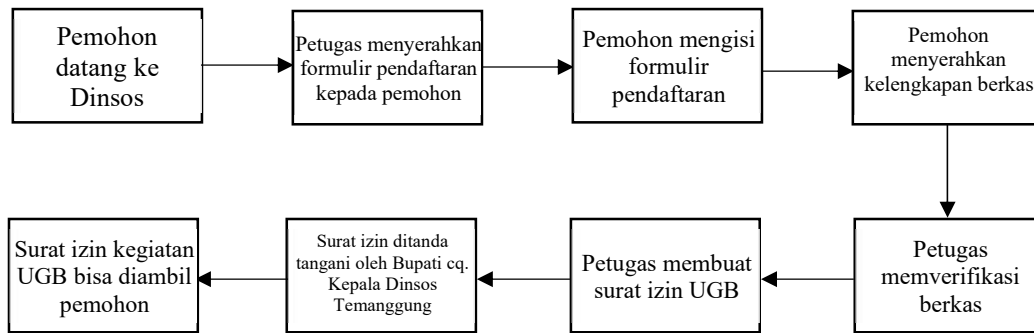 Pemohon
datang ke
Dinsos
Petugas menyerahkan
formulir pendaftaran
kepada pemohon
Pemohon mengisi
formulir
pendaftaran
Pemohon
menyerahkan
kelengkapan berkas
Petugas
memverifikasi
berkas
Petugas membuat
surat izin UGB
Surat izin ditanda
tangani oleh Bupati cq.
Kepala Dinsos
Temanggung
Surat izin kegiatan
UGB bisa diambil
pemohon